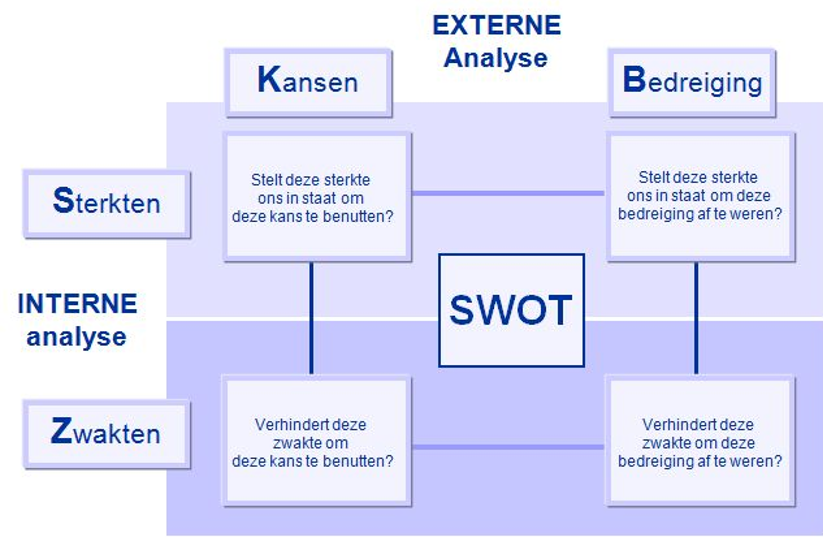 EXTERNE
Analyse
Kansen
Bedreiging
Sterkten
Stelt deze sterkte
ons in staat om
deze kans te benutten?
Stelt deze sterkte
ons in staat om deze
bedreiging af te weren?
INTERNE
analyse
SWOT
Zwakten
Verhindert deze
zwakte om
deze kans te benutten?
Verhindert deze
zwakte om deze
bedreiging af te weren?